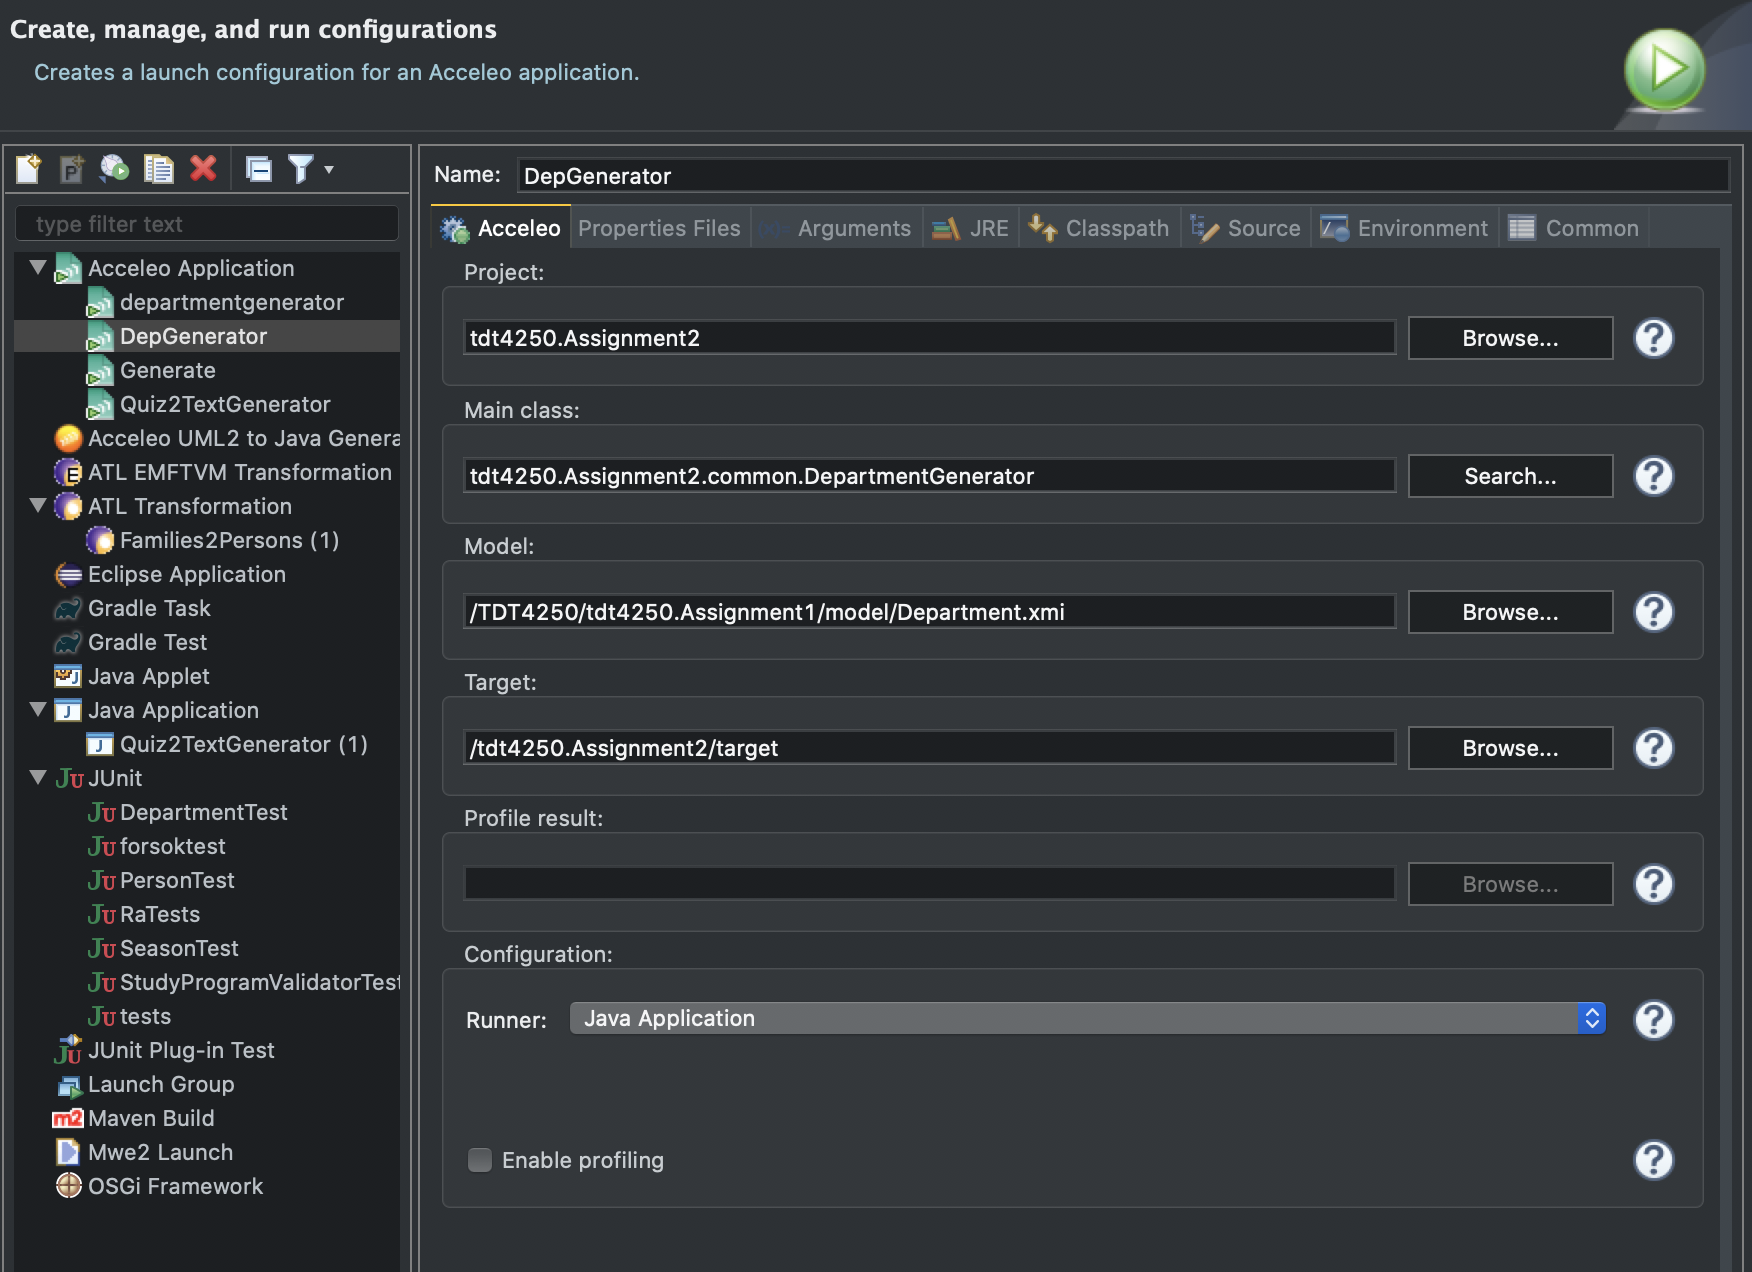 Create, manage, and run configurations
Creates a launch configuration for an Acceleo application.
type filter text
Acceleo Application
departmentgenerator
DepGenerator
Generate
Quiz2TextGenerator
Acceleo UML2 to Java Genera
ATL EMFTVM Transformation
ATL Transformation
Families2Persons (1)
Eclipse Application
Gradle Task
Gradle Test
Java Applet
Java Application
Quiz2TextGenerator (1)
JUnit
DepartmentTest
forsoktest
PersonTest
RaTests
SeasonTest
StudyProgramValidatorTest
tests
JUnit Plug-in Test
Launch Group
m2 Maven Build
Mwe2 Launch
OSGi Framework
Name: DepGenerator
Acceleo Properties Files Arguments JRE Classpath Source Environment Common
Project:
tdt4250.Assignment2 Browse...
Main class:
tdt4250.Assignment2.common.DepartmentGenerator Search...
Model:
/TDT4250/tdt4250.Assignment1/model/Department.xmi Browse...
Target:
/tdt4250.Assignment2/target Browse...
Profile result:
Browse...
Configuration:
Runner: Java Application
Enable profiling